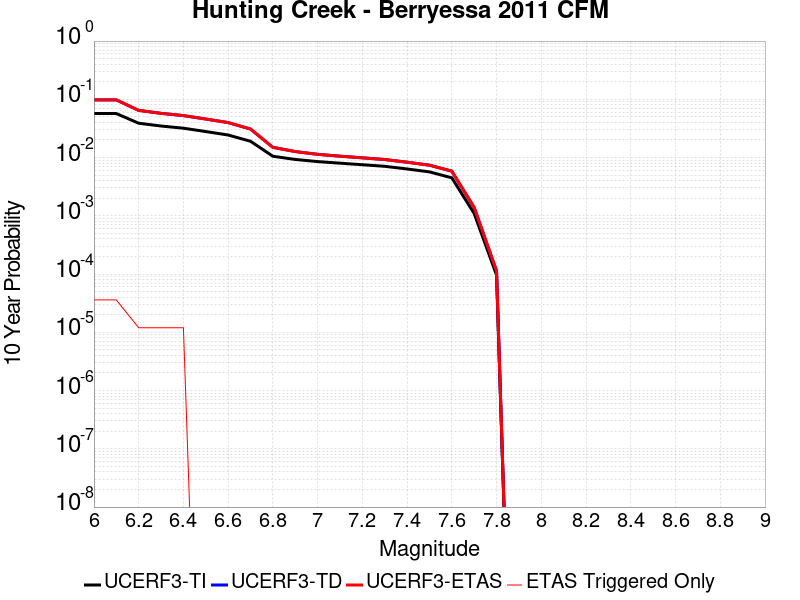 Hunting Creek - Berryessa 2011 CFM
10 Year Probability
10^0
10^-1
10^-2
10^-3
10^-4
10^-5
10^-6
10^-7
10^-8
6 6.2 6.4 6.6 6.8 7 7.2 7.4 7.6 7.8 8 8.2 8.4 8.6 8.8 9
Magnitude
UCERF3-TI UCERF3-TD UCERF3-ETAS ETAS Triggered Only